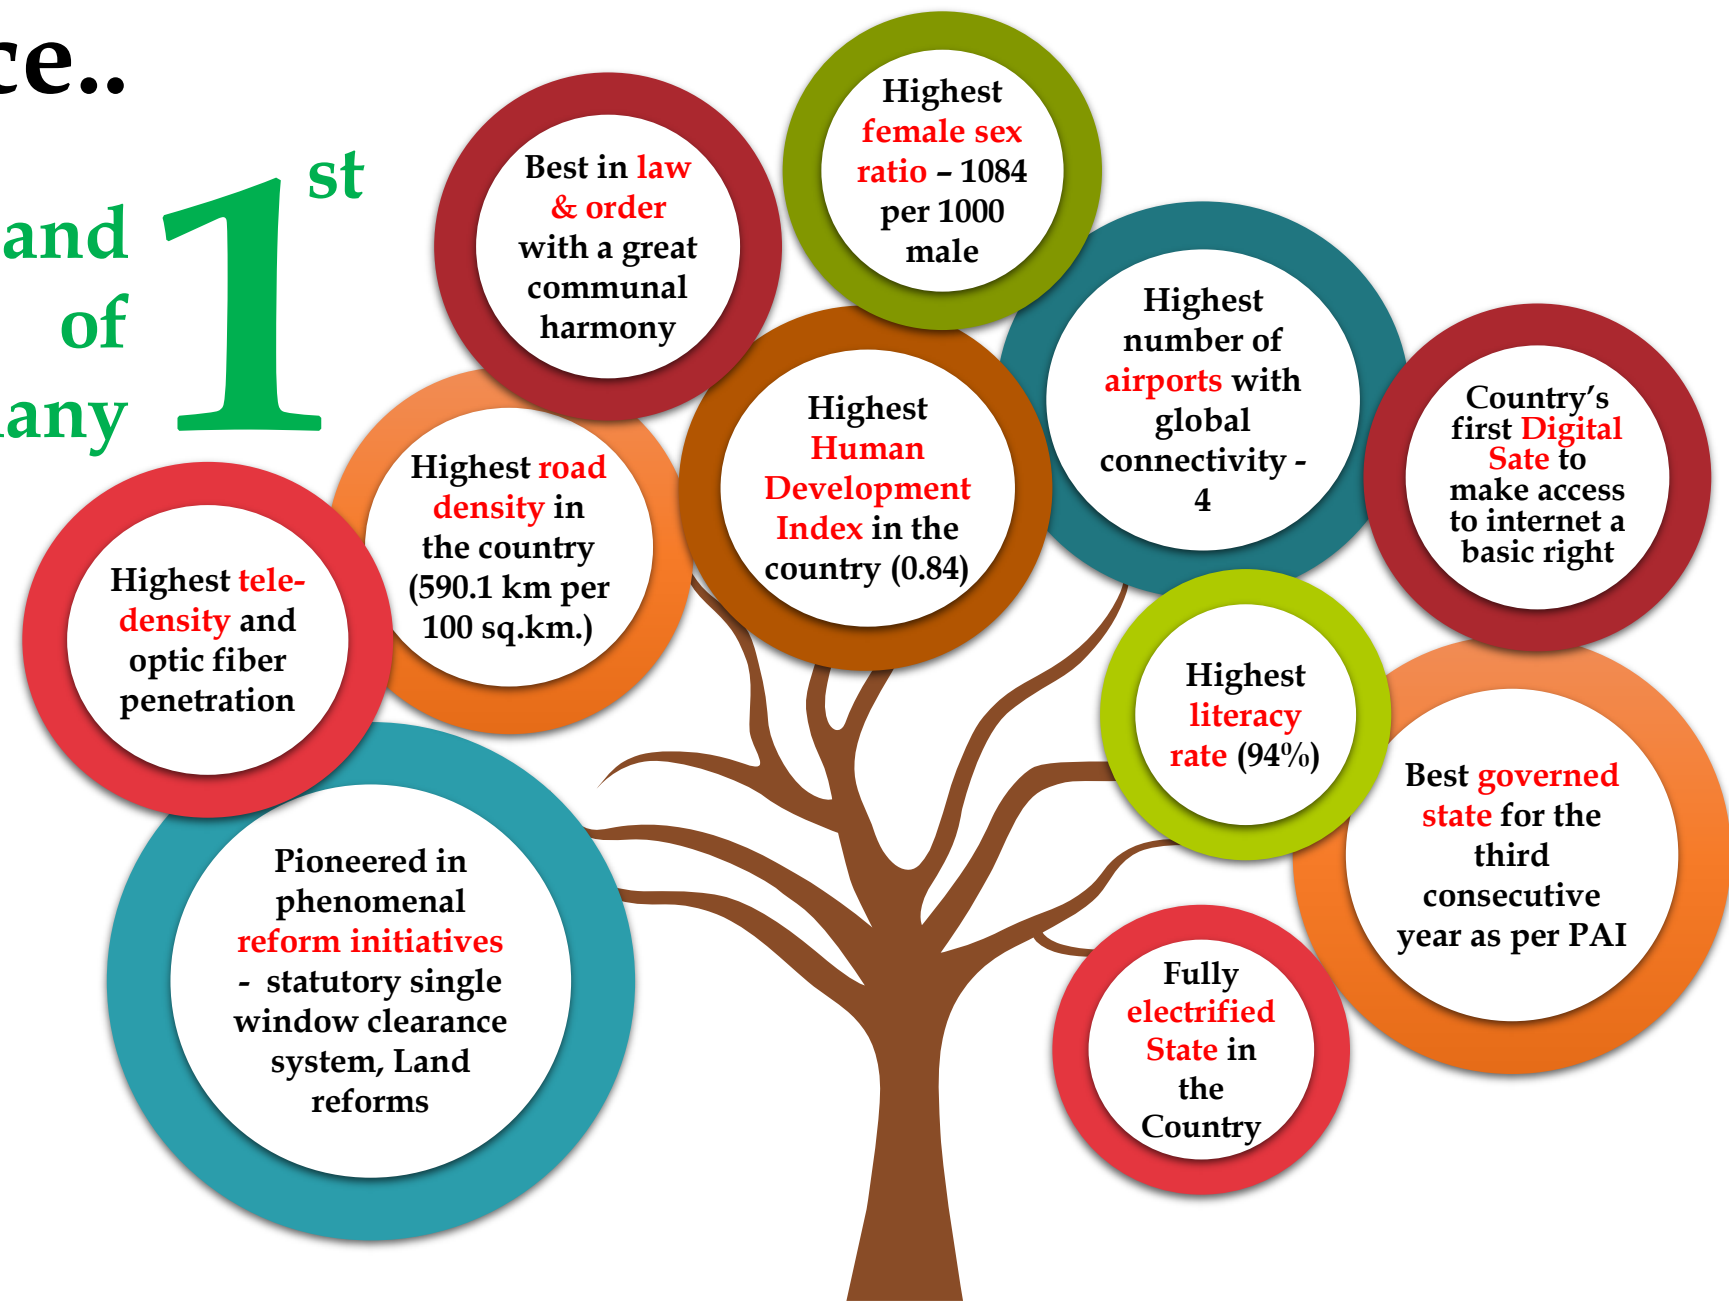 ce..
and
of
any
1st
Best in law
& order
with a great
communal
harmony
Highest
female sex
ratio – 1084
per 1000
male
Highest
number of
airports with
global
connectivity -
4
Country's
first Digital
Sate to
make access
to internet a
basic right
Highest road
density in
the country
(590.1 km per
100 sq.km.)
Highest
Human
Development
Index in the
country (0.84)
Highest tele-
density and
optic fiber
penetration
Highest
literacy
rate (94%)
Best governed
state for the
third
consecutive
year as per PAI
Pioneered in
phenomenal
reform initiatives
- statutory single
window clearance
system, Land
reforms
Fully
electrified
State in
the
Country